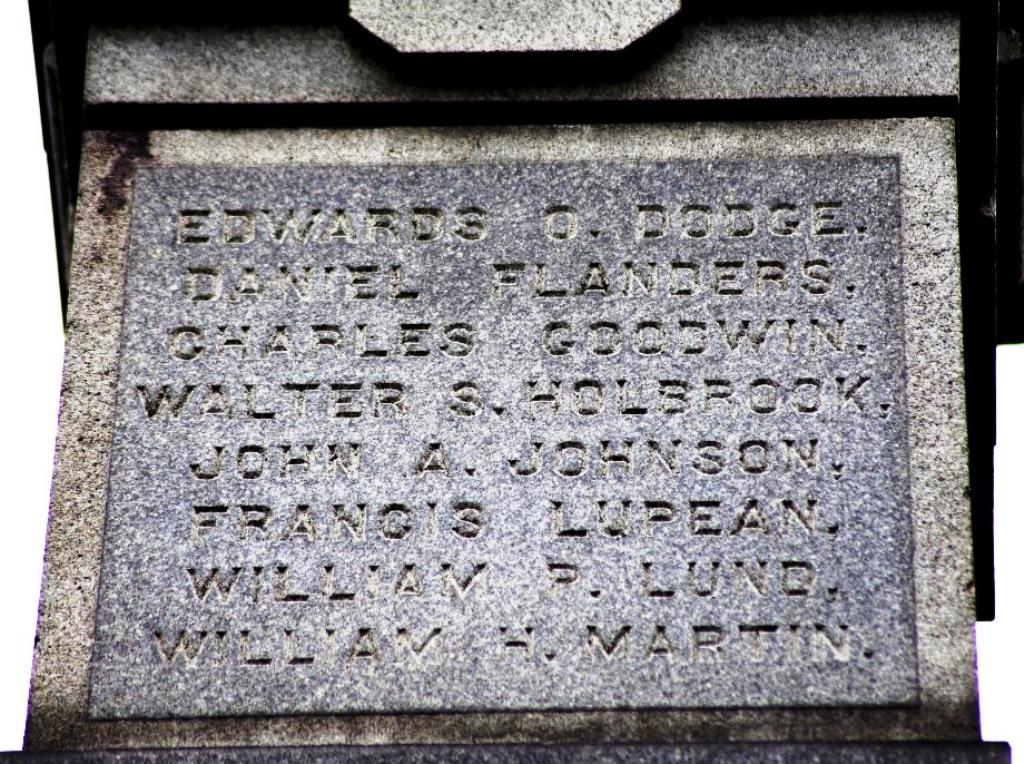 EDWARDS O. DODGE.
DANIEL FLANDERS.
CHARLES GOODWIN.
WALTER S. HOLBROOK.
JOHN A. JOHNSON.
FRANCIS LUPEAN.
WILLIAM P. LUND.
WILLIAM H. MARTIN.